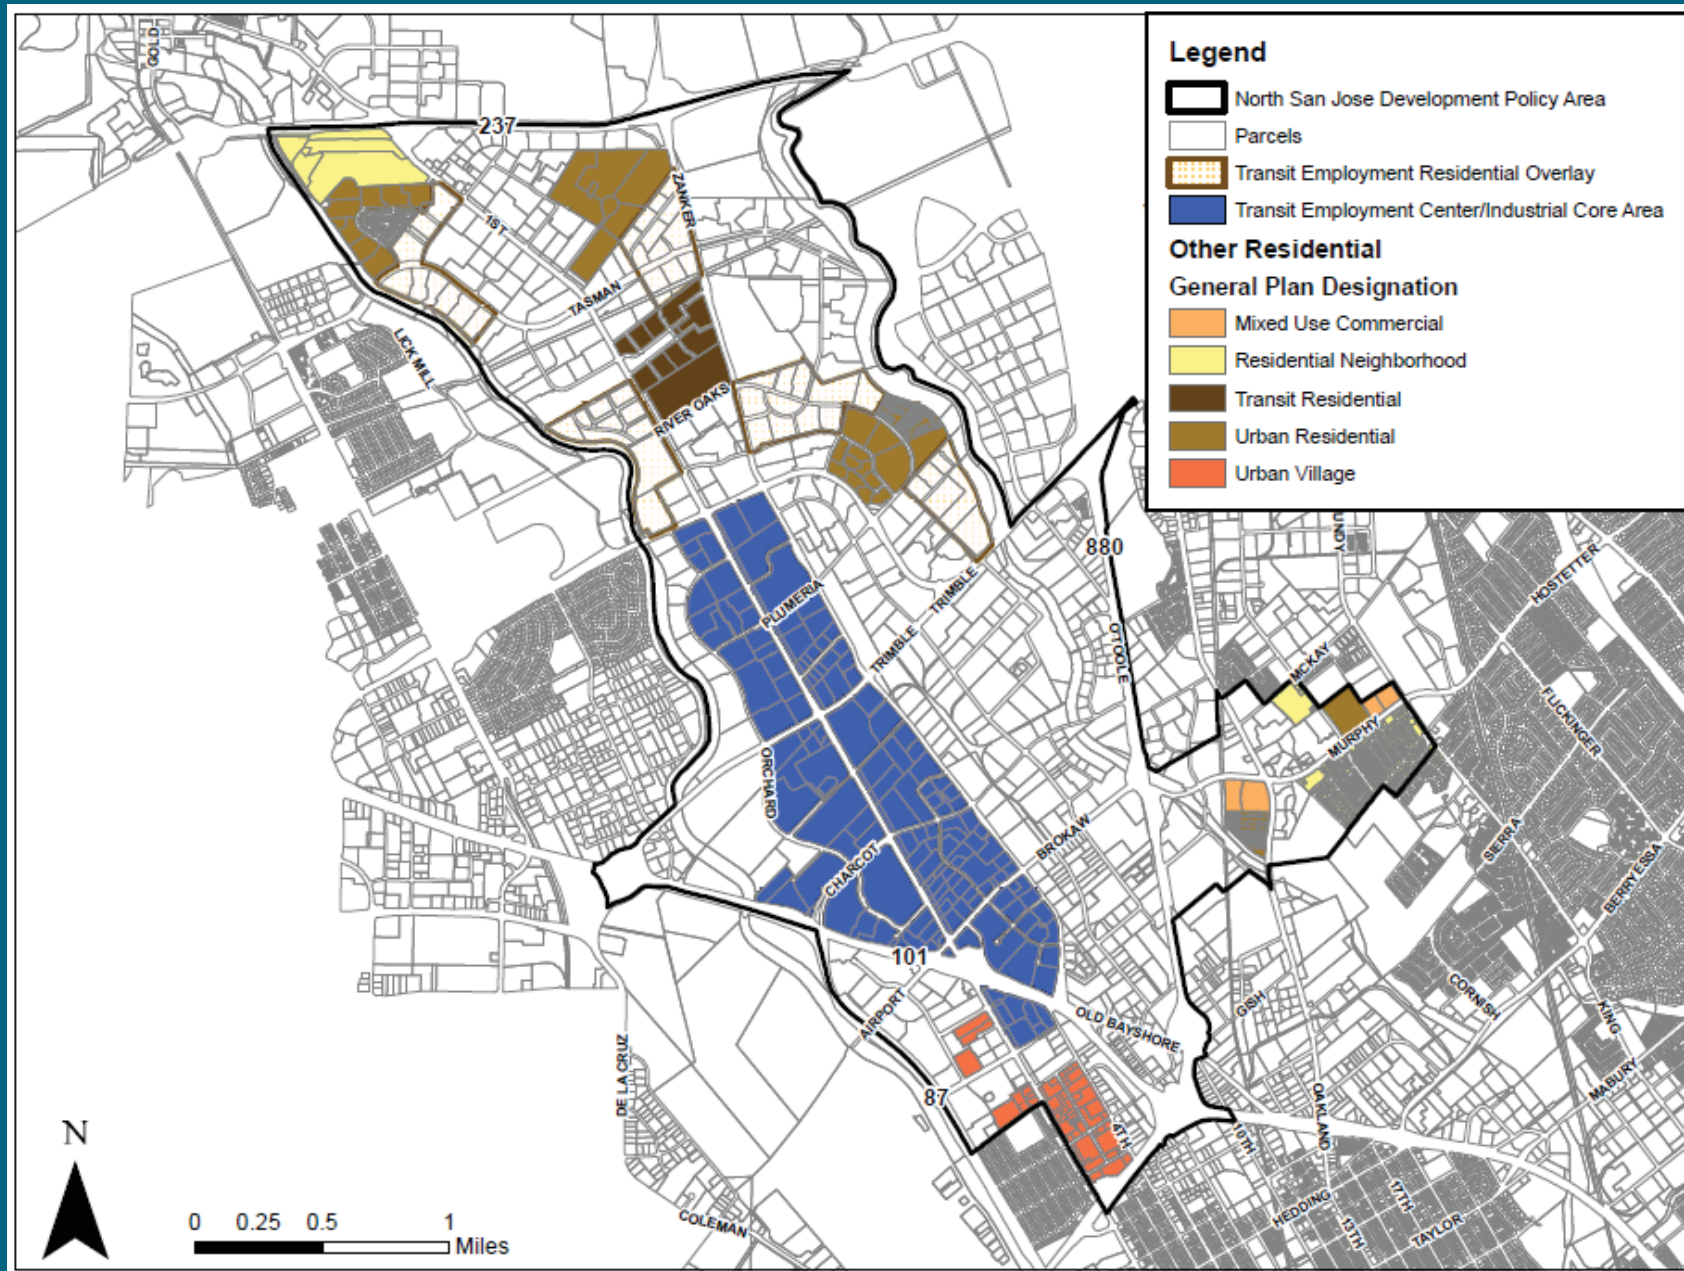 Legend
North San Jose Development Policy Area
Parcels
Transit Employment Residential Overlay
Transit Employment Center/Industrial Core Area
Other Residential
General Plan Designation
Mixed Use Commercial
Residential Neighborhood
Transit Residential
Urban Residential
Urban Village
GOLD
237
ZANKER
1ST
TASMAN
LICK MILL
RIVER OAKS
880
UNDY
HOSTETTER
PLUMERIA
TRIMBLE
TRIMBLE
OTOOLE
MCKAY
FLICKINGER
MURPHY
ORCHARD
BROKAW
SIERRA
CHARCOT
BERRYESSA
101
AIRPORT
OLD BAYSHORE
GISH
CORNISH
KING
MABURY
DE LA CRUZ
87
4TH
10TH
OAKLAND
HEDDING
17TH
13TH
TAYLOR
COLEMAN
N
0 0.25 0.5 1
Miles